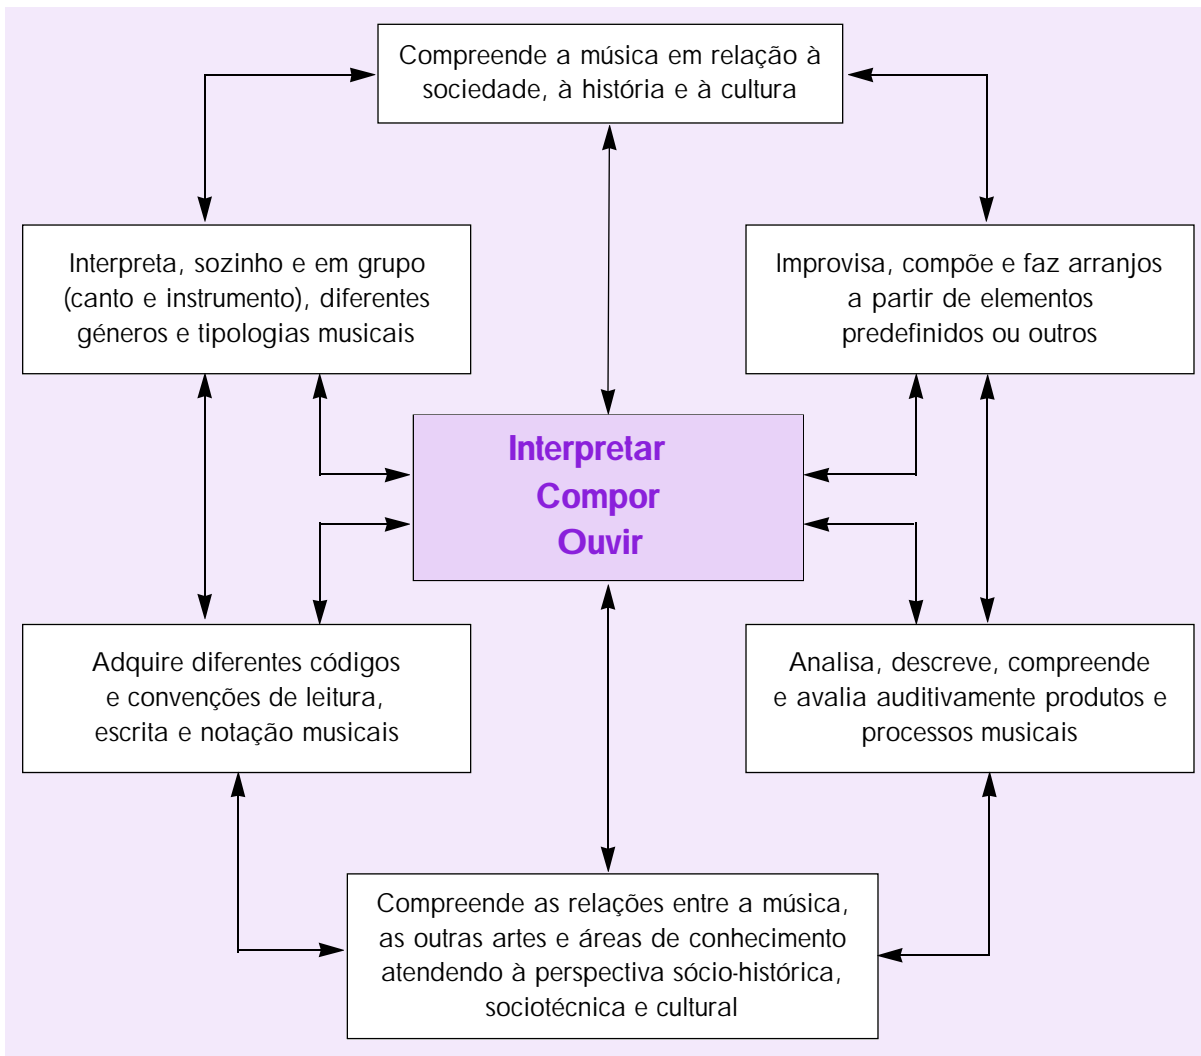 Compreende a música em relação à
sociedade, à história e à cultura
Interpreta, sozinho e em grupo
(canto e instrumento), diferentes
géneros e tipologias musicais
Improvisa, compõe e faz arranjos
a partir de elementos
predefinidos ou outros
Interpretar
Compor
Ouvir
Adquire diferentes códigos
e convenções de leitura,
escrita e notação musicais
Analisa, descreve, compreende
e avalia auditivamente produtos e
processos musicais
Compreende as relações entre a música,
as outras artes e áreas de conhecimento
atendendo à perspectiva sócio-histórica,
sociotécnica e cultural